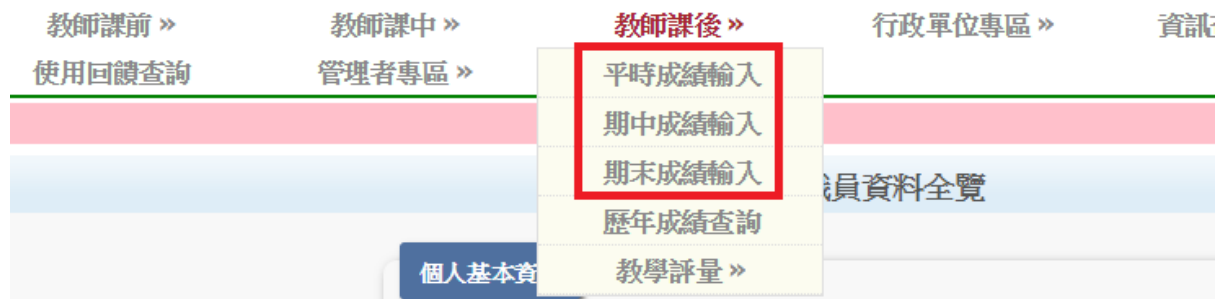 教師課前 »
教師課中 »
教師課後 »
行政單位專區 »
資訊
使用回饋查詢
管理者專區 »
平時成績輸入
期中成績輸入
期末成績輸入
員資料全覽
歷年成績查詢
個人基本資
教學評量 »